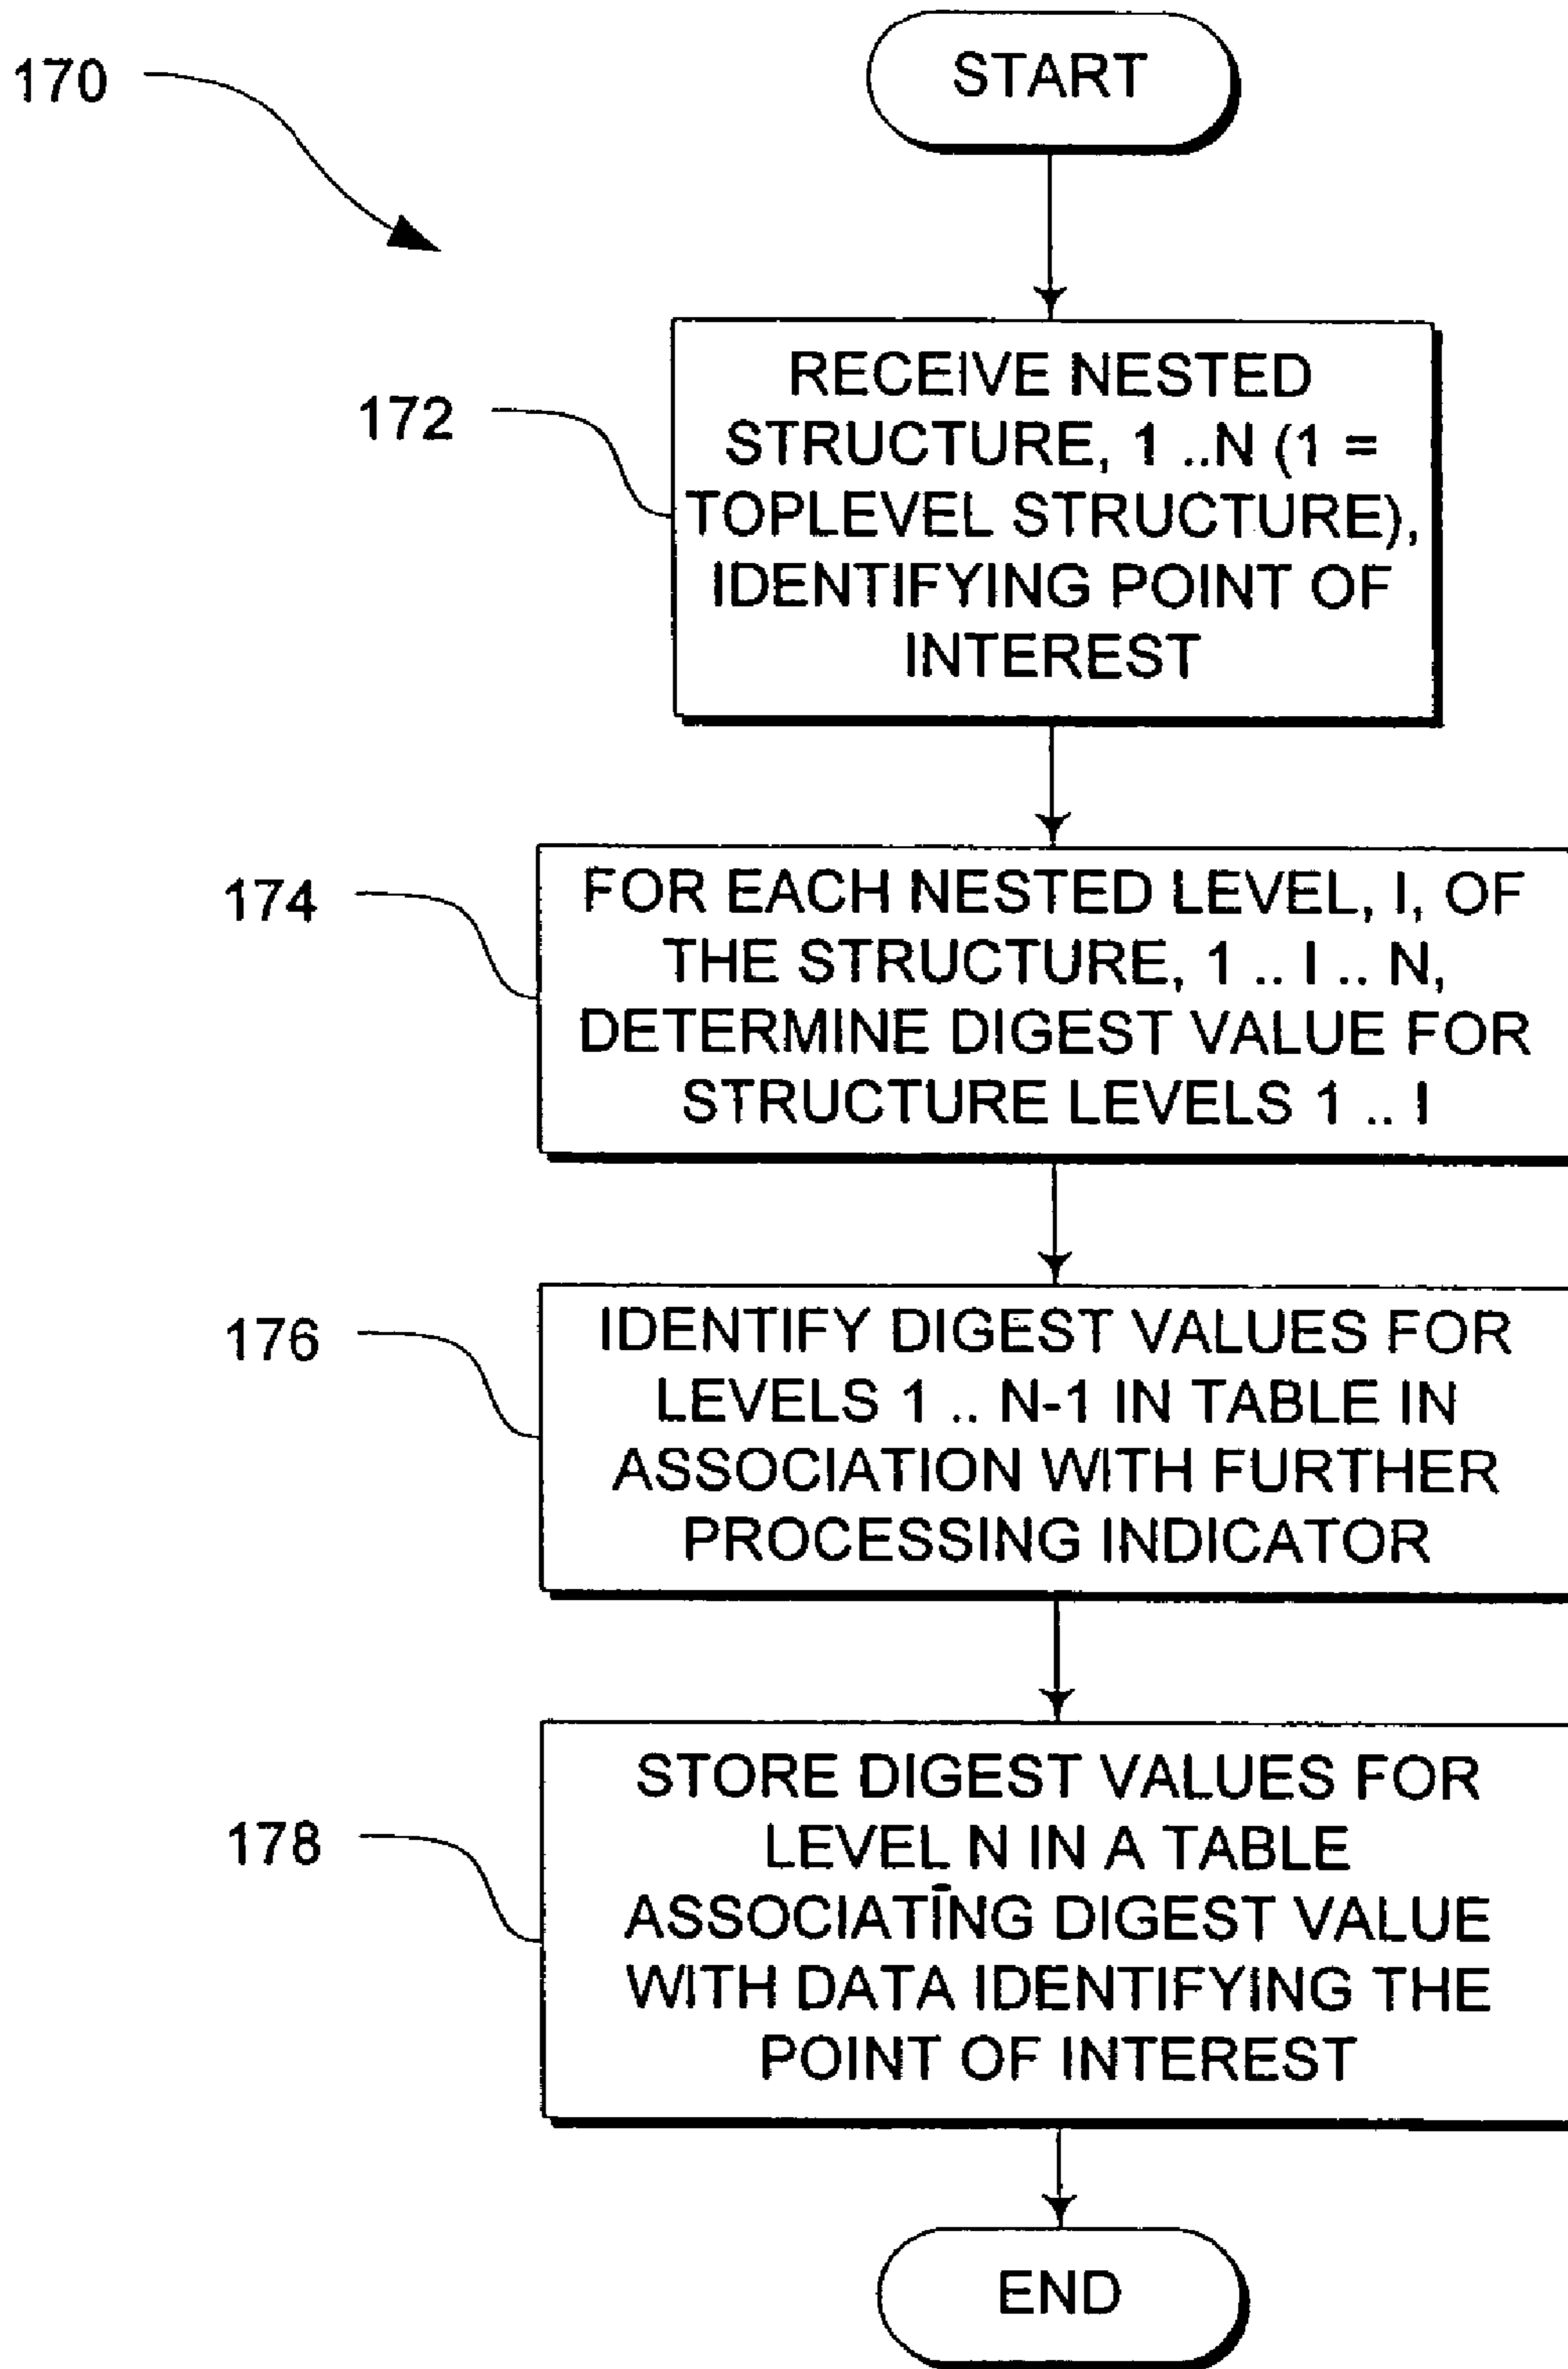 170
START
172
RECEIVE NESTED
STRUCTURE, 1 ..N (1 =
TOPLEVEL STRUCTURE),
IDENTIFYING POINT OF
INTEREST
174
FOR EACH NESTED LEVEL, I, OF
THE STRUCTURE, 1 .. I .. N,
DETERMINE DIGEST VALUE FOR
STRUCTURE LEVELS 1 .. I
176
IDENTIFY DIGEST VALUES FOR
LEVELS 1 .. N-1 IN TABLE IN
ASSOCIATION WITH FURTHER
PROCESSING INDICATOR
178
STORE DIGEST VALUES FOR
LEVEL N IN A TABLE
ASSOCIATING DIGEST VALUE
WITH DATA IDENTIFYING THE
POINT OF INTEREST
END